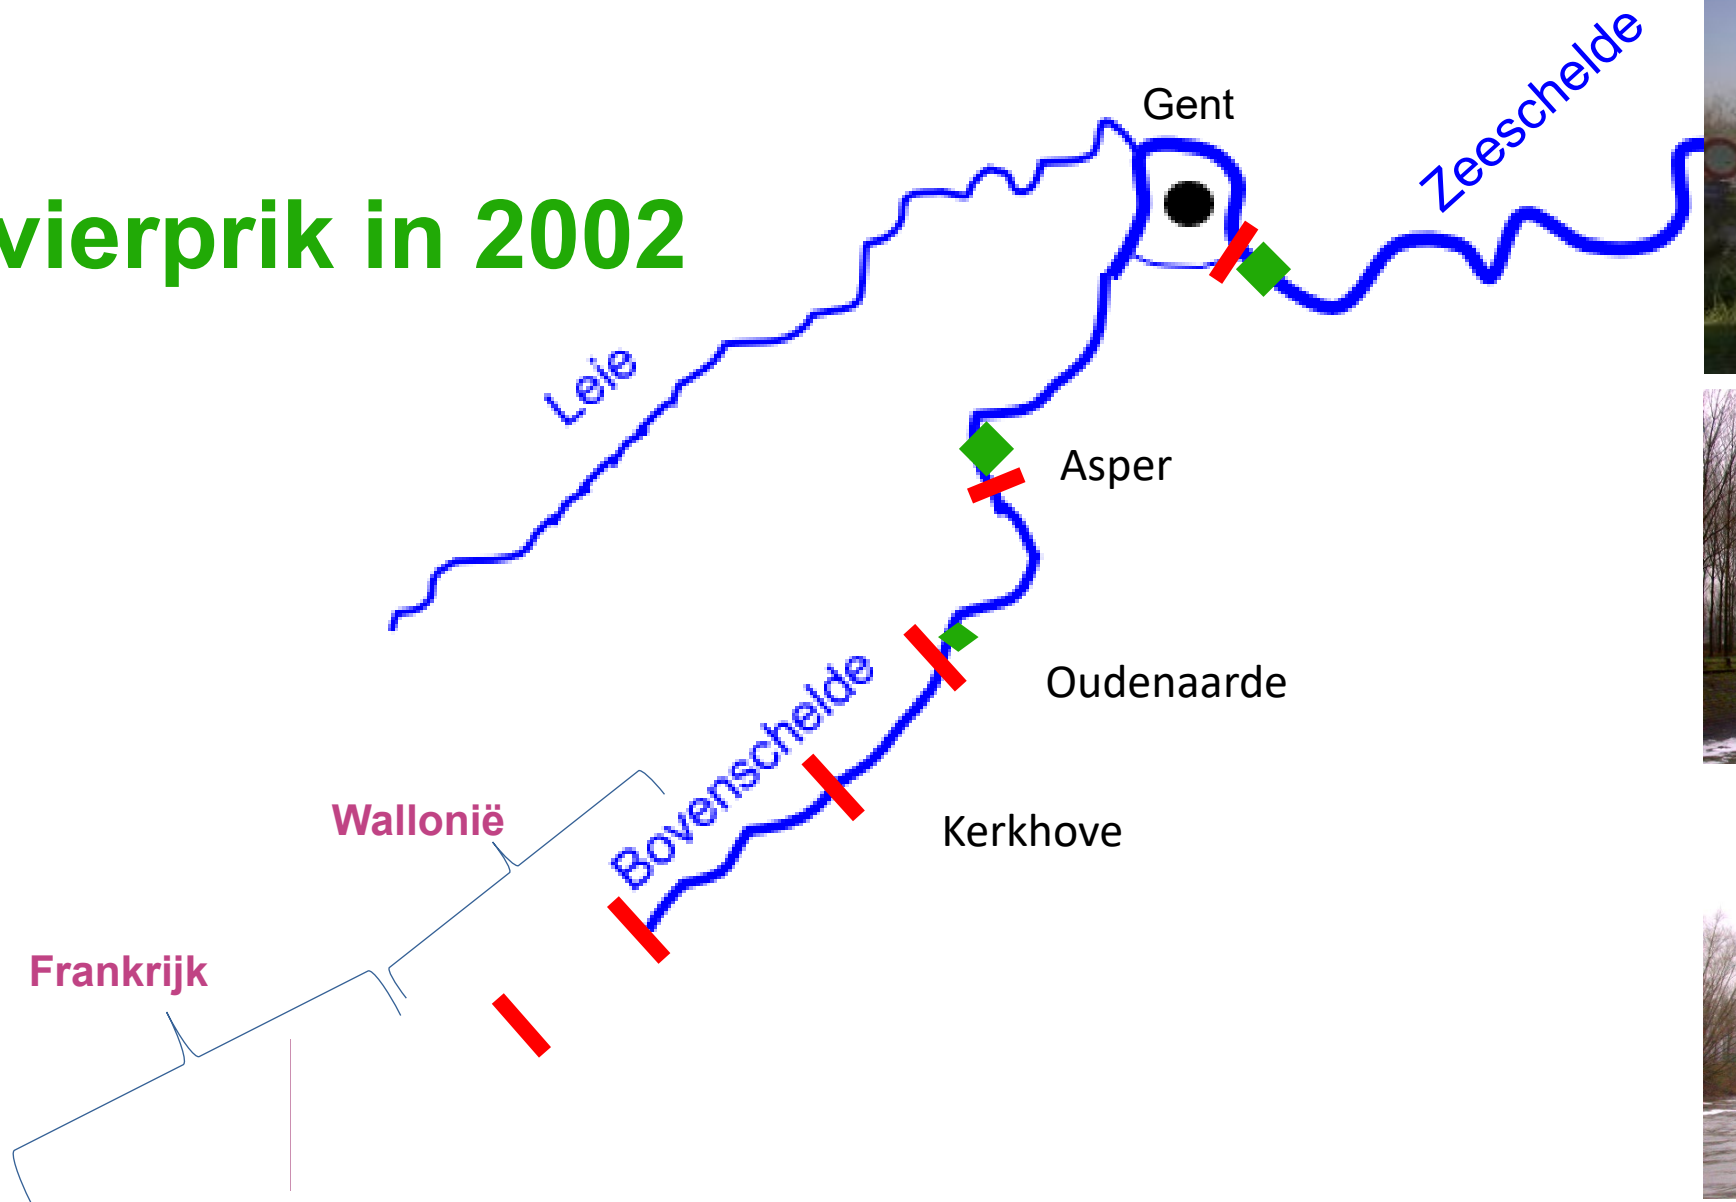 Zeeschelde
Gent
vierprik in 2002
Leie
Asper
Oudenaarde
Bovenschelde
Wallonië
Kerkhove
Frankrijk